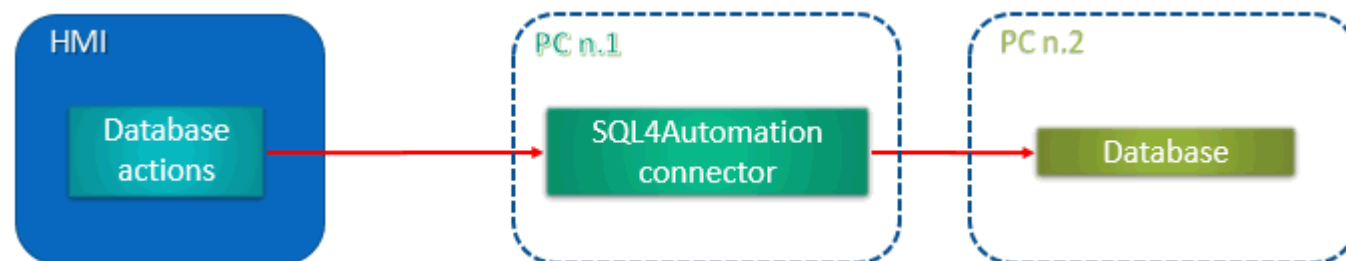 HMI
Database
actions
PC n.1
SQL4Automation
connector
PC n.2
Database